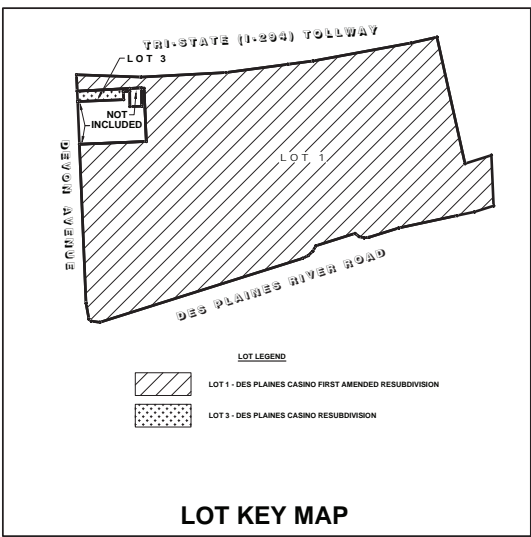 TRI-STATE (I-294) TOLLWAY
LOT 3
NOT
INCLUDED
DEVON AVENUE
LOT 1
DES PLAINES RIVER ROAD
LOT LEGEND
LOT 1 - DES PLAINES CASINO FIRST AMENDED RESUBDIVISION
LOT 3 - DES PLAINES CASINO RESUBDIVISION
LOT KEY MAP